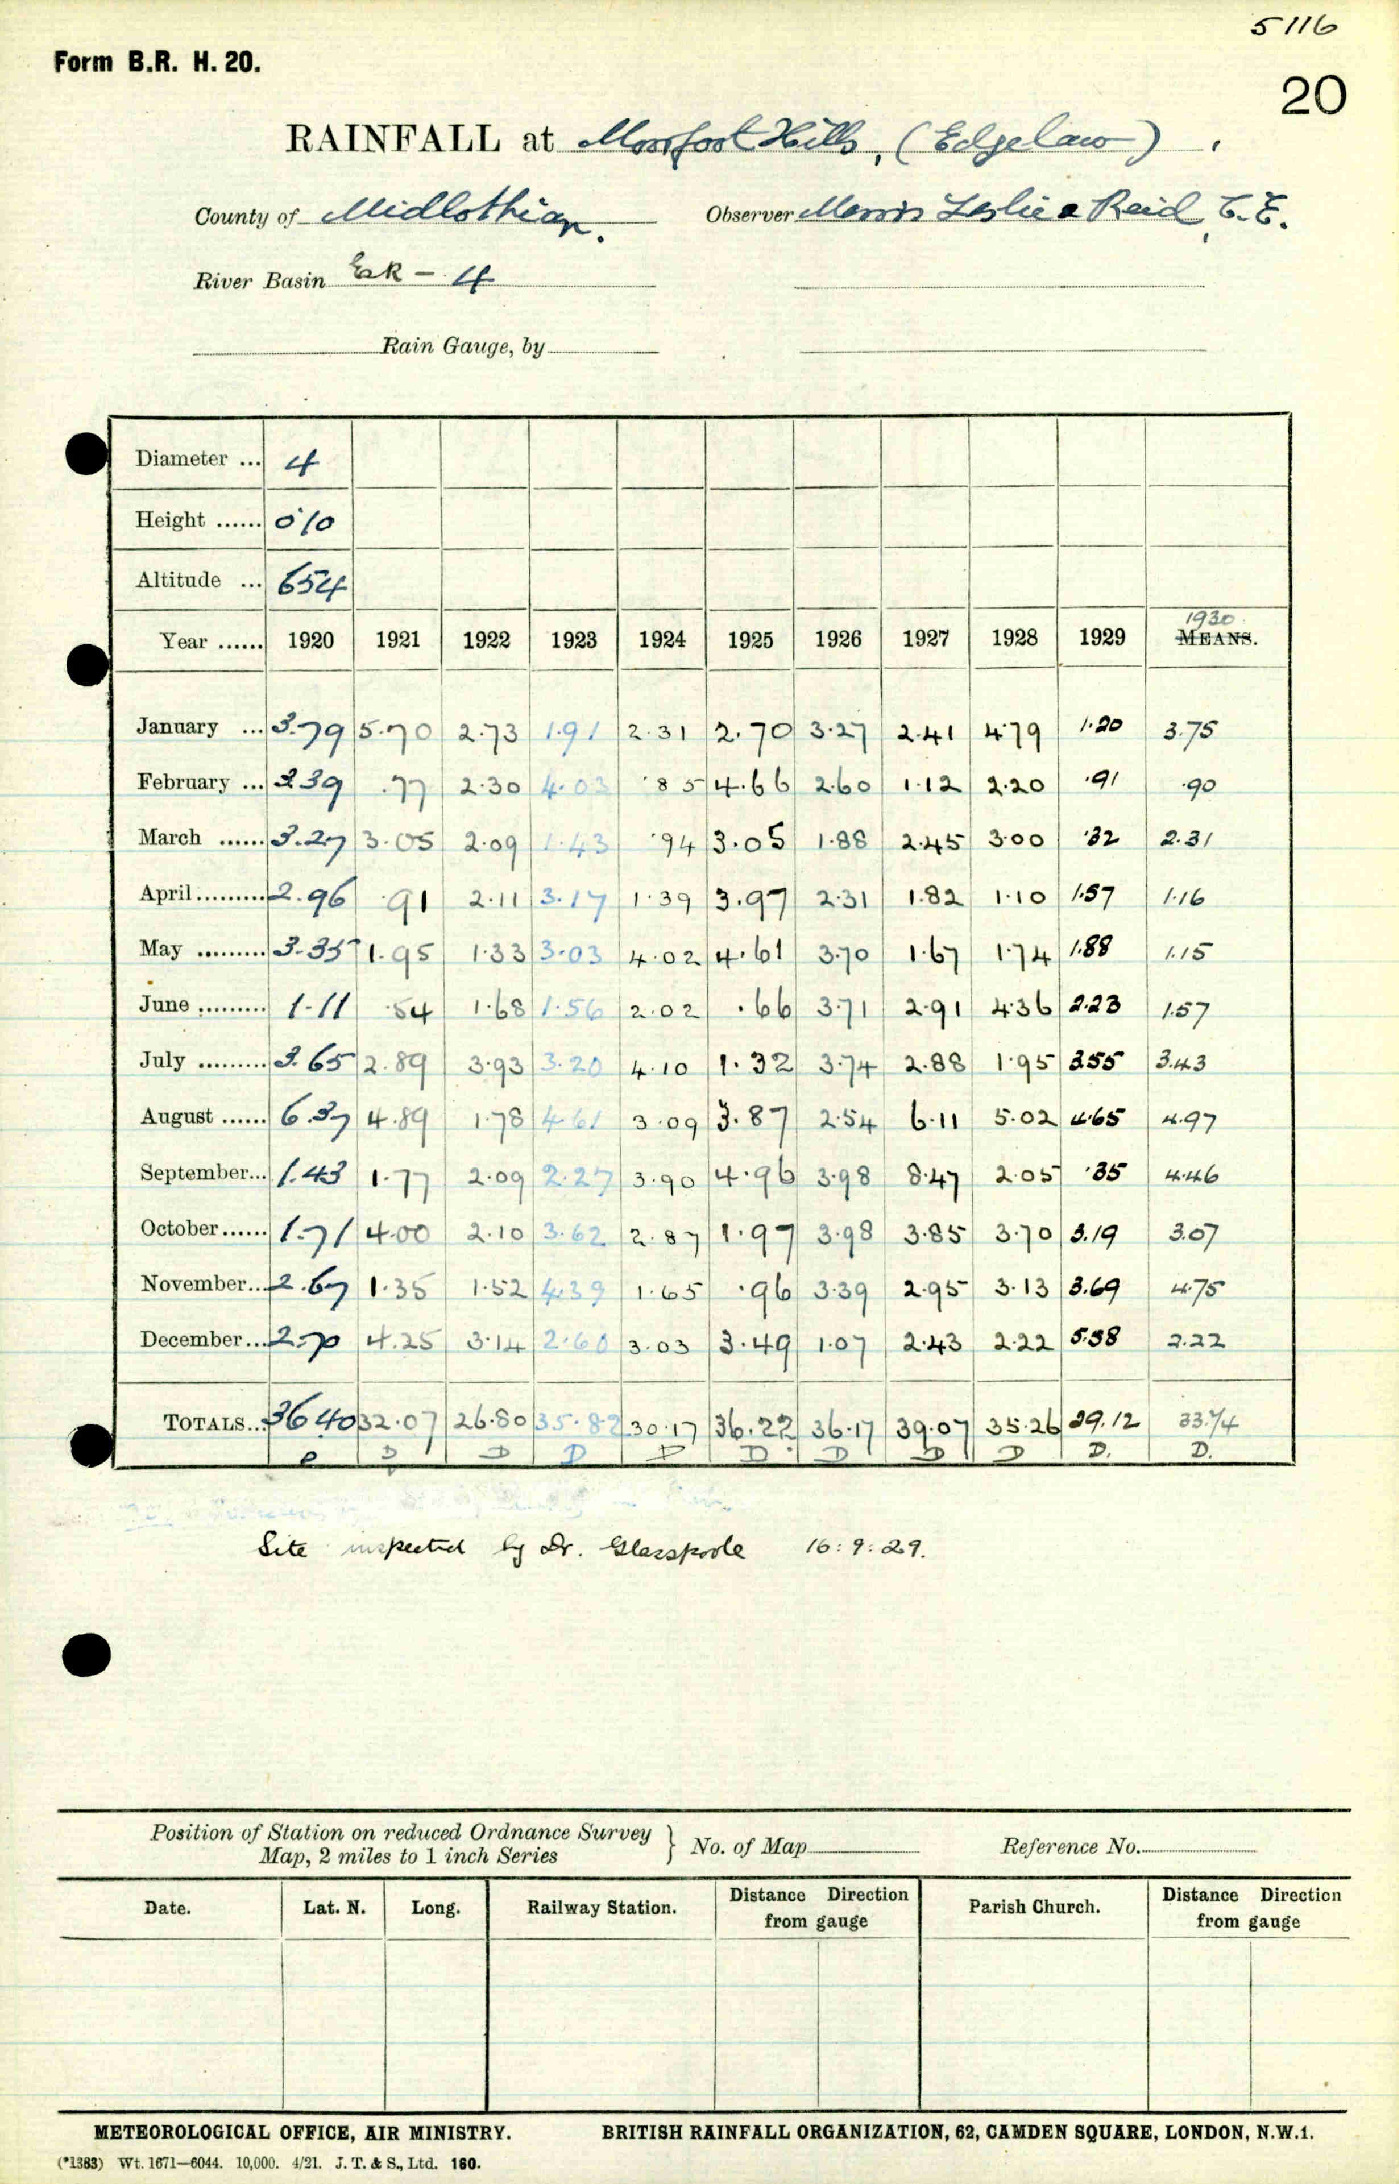 5116
Form B.R. H. 20.
20
RAINFALL at Mossfoot Hills, (Edgelaw)
County of Midlothian. Observer Morris Leslie & Reid, C.E.
River Basin Esk - 4
Rain Gauge, by
Diameter ... 4
Height ...... 0'10
Altitude ... 654
1930
Year ...... 1920 1921 1922 1923 1924 1925 1926 1927 1928 1929 MEANS.
January ... 3.79 5.70 2.73 1.91 2.31 2.70 3.27 2.41 4.79 1.20 3.75
February ... 3.39 .77 2.30 4.03 .85 4.66 2.60 1.12 2.20 .91 .90
March ...... 3.27 3.05 2.09 1.43 .94 3.05 1.88 2.45 3.00 .32 2.31
April ......... 2.96 .91 2.11 3.17 1.39 3.97 2.31 1.82 1.10 1.57 1.16
May ......... 3.35 1.95 1.33 3.03 4.02 4.61 3.70 1.67 1.74 1.88 1.15
June ......... 1.11 .54 1.68 1.56 2.02 .66 3.71 2.91 4.36 2.23 1.57
July ......... 3.65 2.89 3.93 3.20 4.10 1.32 3.74 2.88 1.95 3.55 3.43
August ...... 6.37 4.89 1.78 4.61 3.09 3.87 2.54 6.11 5.02 4.65 4.97
September... 1.43 1.77 2.09 2.27 3.90 4.96 3.98 8.47 2.05 .35 4.46
October...... 1.71 4.00 2.10 3.62 2.87 1.97 3.98 3.85 3.70 3.19 3.07
November... 2.67 1.35 1.52 4.39 1.65 .96 3.39 2.95 3.13 3.69 4.75
December... 2.70 4.25 3.14 2.60 3.03 3.49 1.07 2.43 2.22 5.58 2.22
TOTALS... 36.40 32.07 26.80 35.82 30.17 36.22 36.17 39.07 35.26 29.12 33.74
D D D D D D D D D. D.
Site inspected by Dr. Glasspoole 16:9:29.
Position of Station on reduced Ordnance Survey
Map, 2 miles to 1 inch Series } No. of Map Reference No.
Date. Lat. N. Long. Railway Station. Distance Direction from gauge Parish Church. Distance Direction from gauge
METEOROLOGICAL OFFICE, AIR MINISTRY. BRITISH RAINFALL ORGANIZATION, 62, CAMDEN SQUARE, LONDON, N.W.1.
(*1383) Wt. 1671—6044. 10,000. 4/21. J. T. & S., Ltd. 160.